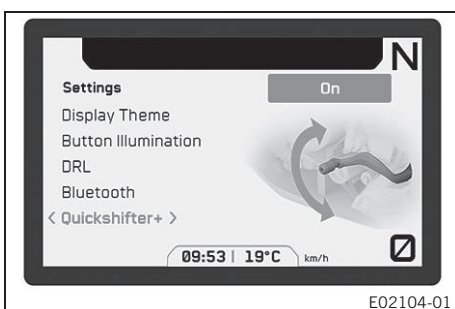 N
Settings
On
Display Theme
Button Illumination
DRL
Bluetooth
< Quickshifter+ >
09:53 | 19°C
km/h
0
E02104-01